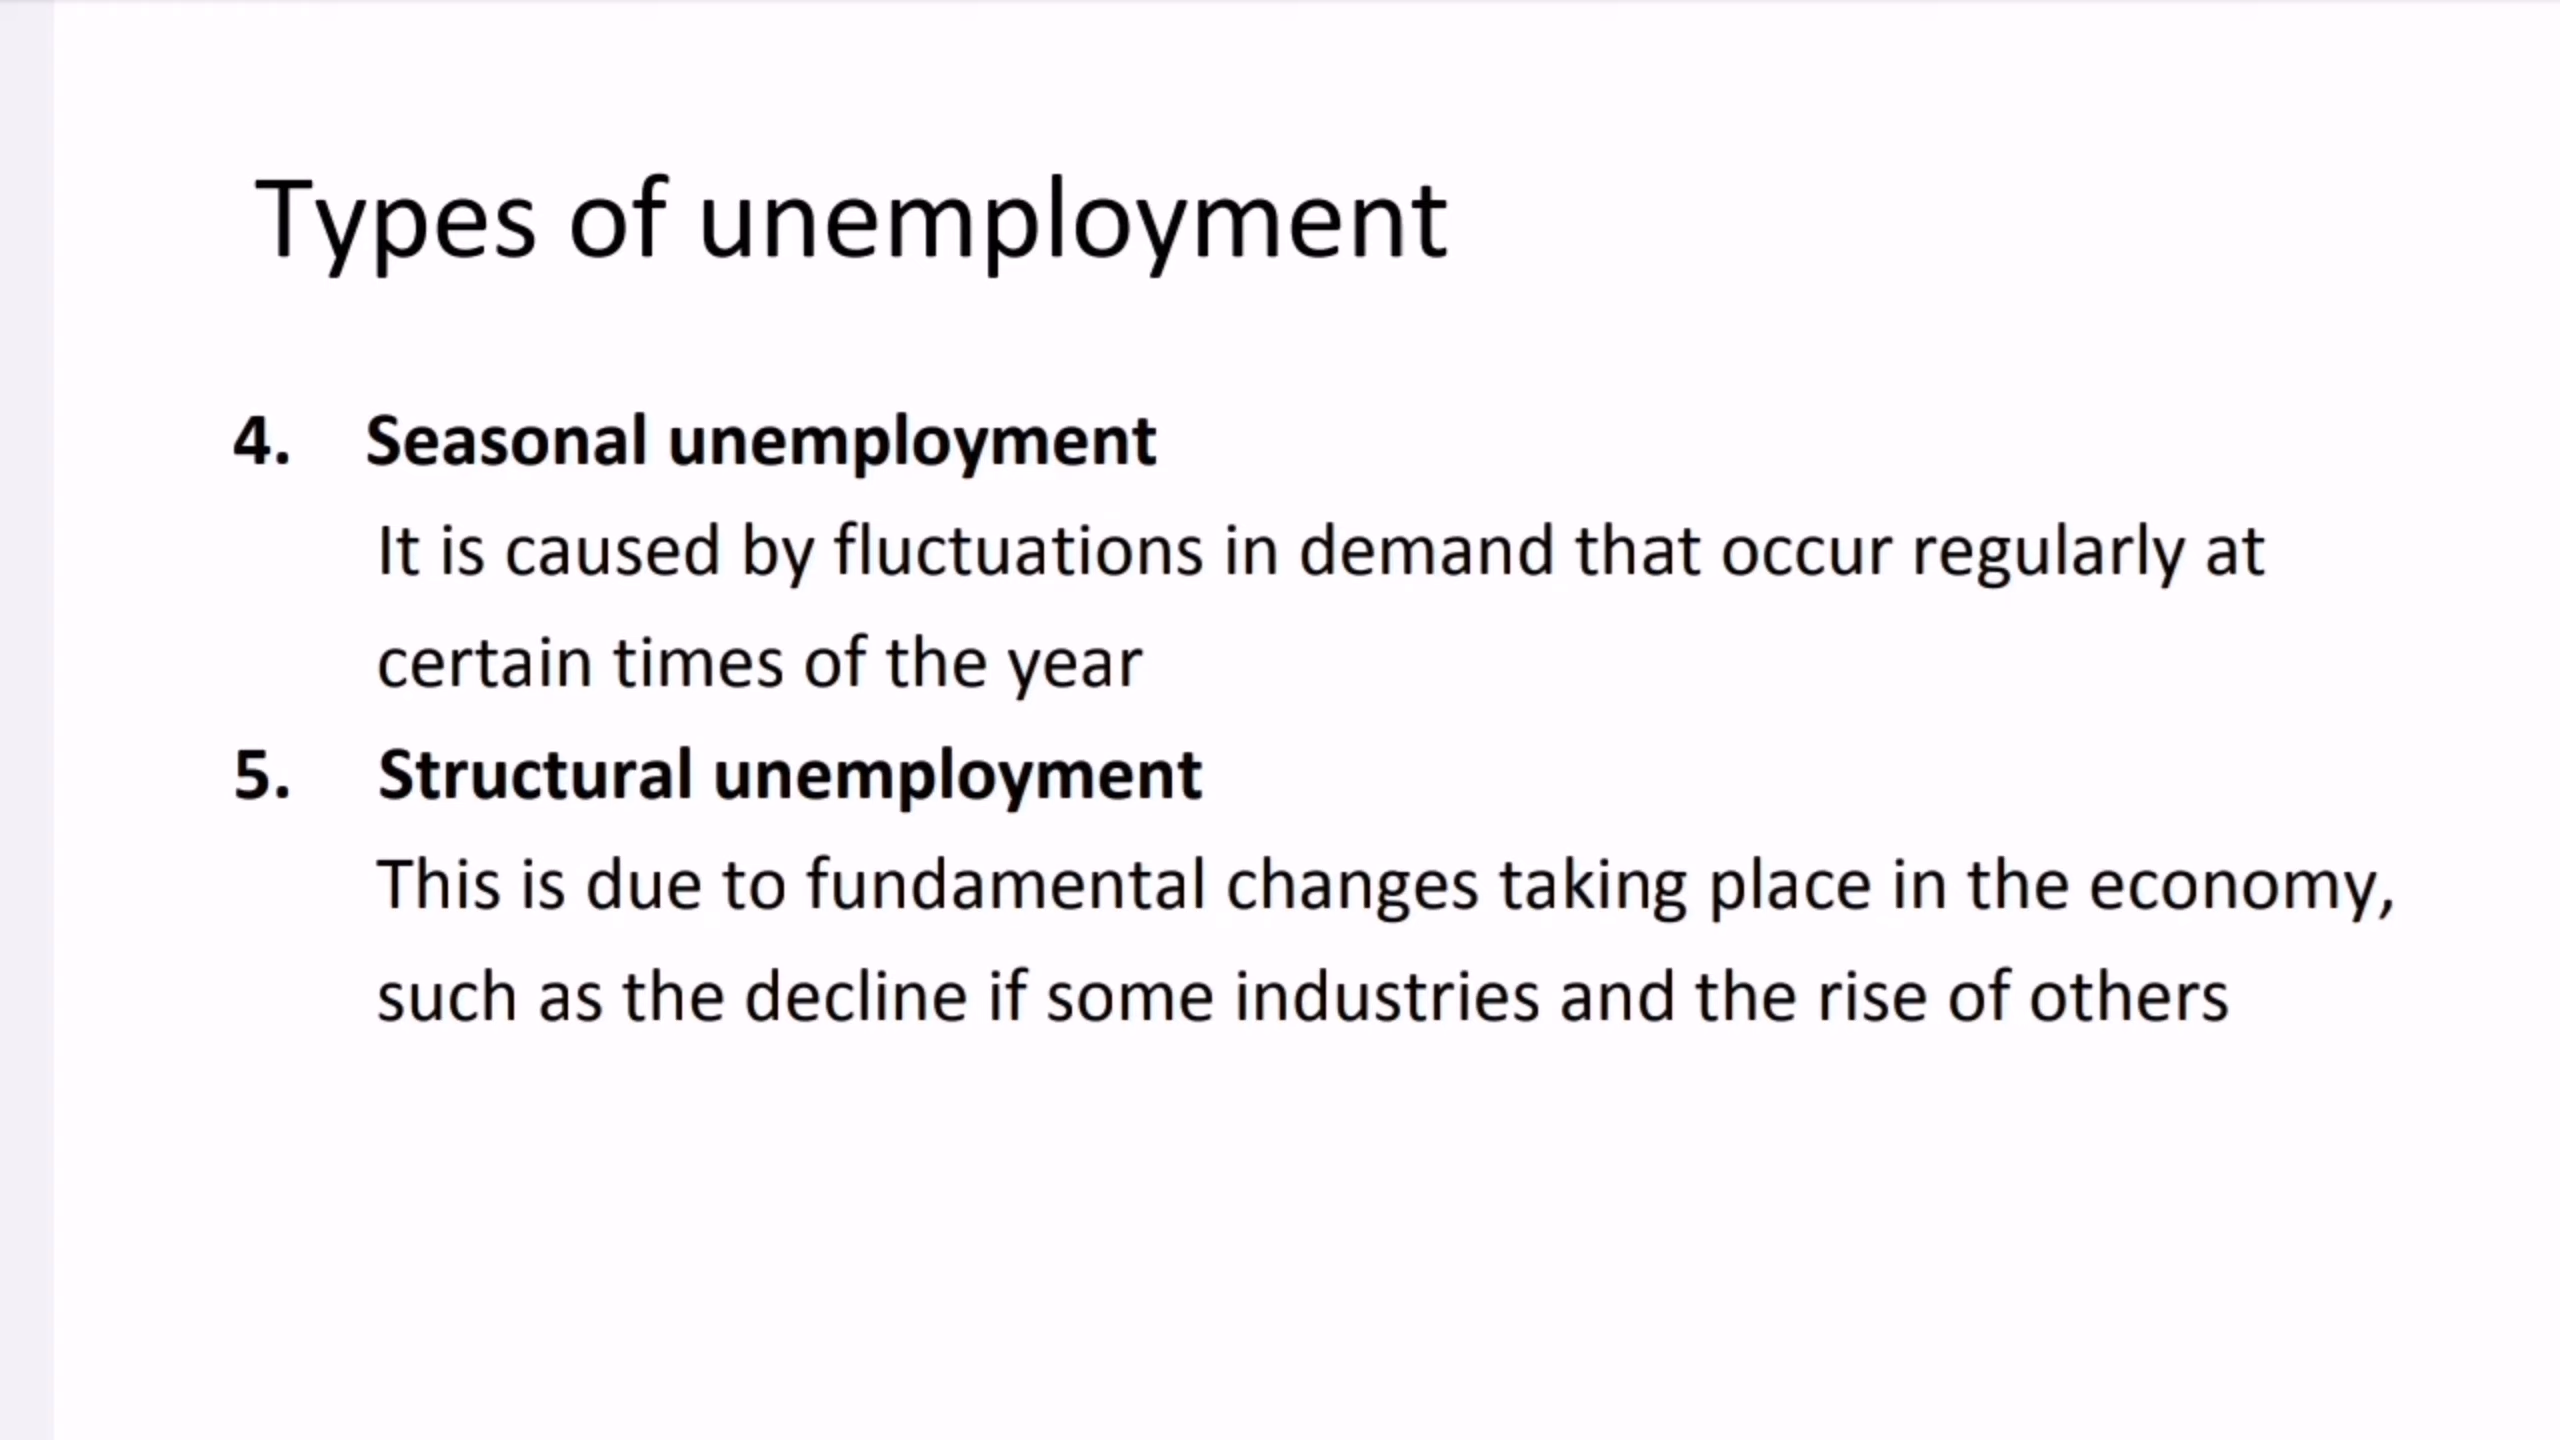 Types of unemployment
4. Seasonal unemployment
It is caused by fluctuations in demand that occur regularly at
certain times of the year
5. Structural unemployment
This is due to fundamental changes taking place in the economy,
such as the decline if some industries and the rise of others